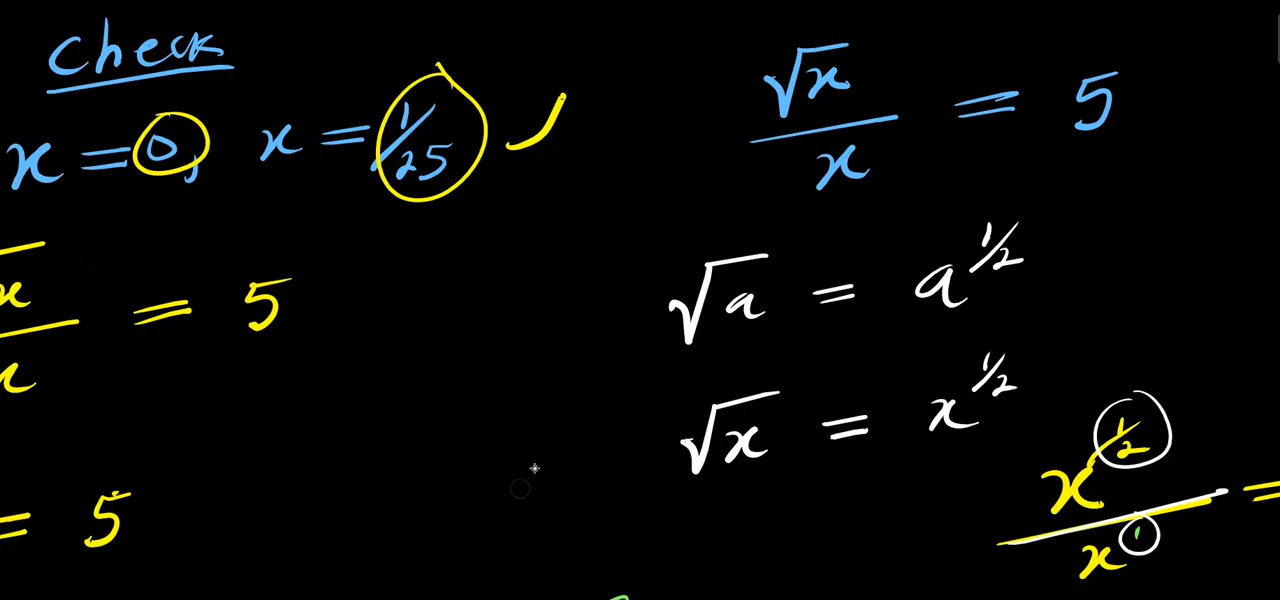 Check
x = 0, x = 1/25 ✓
√x/x = 5
x/x = 5
√a = a^1/2
√x = x^1/2
x^1/2 / x^1 =
= 5